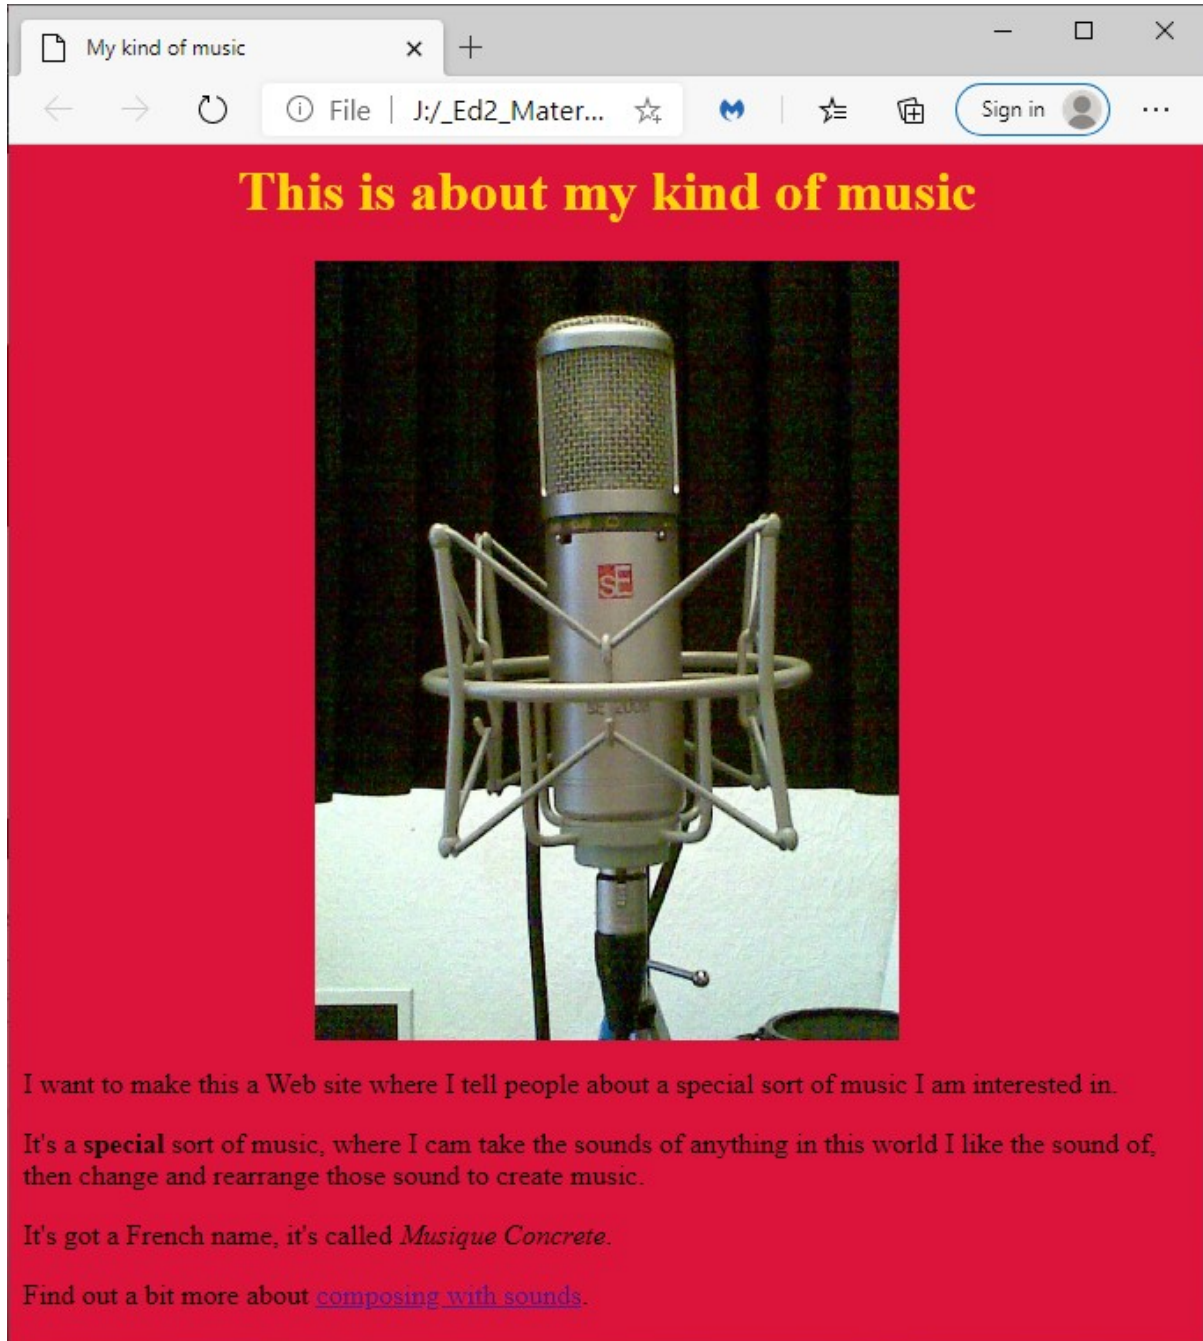 My kind of music
File
J:/_Ed2_Mater...
Sign in
This is about my kind of music
sE
I want to make this a Web site where I tell people about a special sort of music I am interested in.
It's a special sort of music, where I cam take the sounds of anything in this world I like the sound of,
then change and rearrange those sound to create music.
It's got a French name, it's called Musique Concrete.
Find out a bit more about composing with sounds.